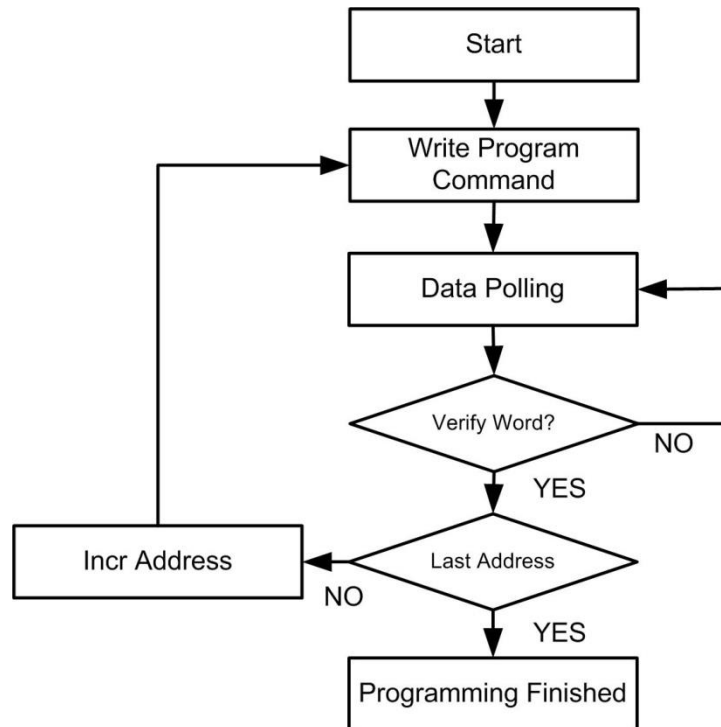 Start
Write Program
Command
Data Polling
Verify Word?
NO
YES
Incr Address
Last Address
NO
YES
Programming Finished